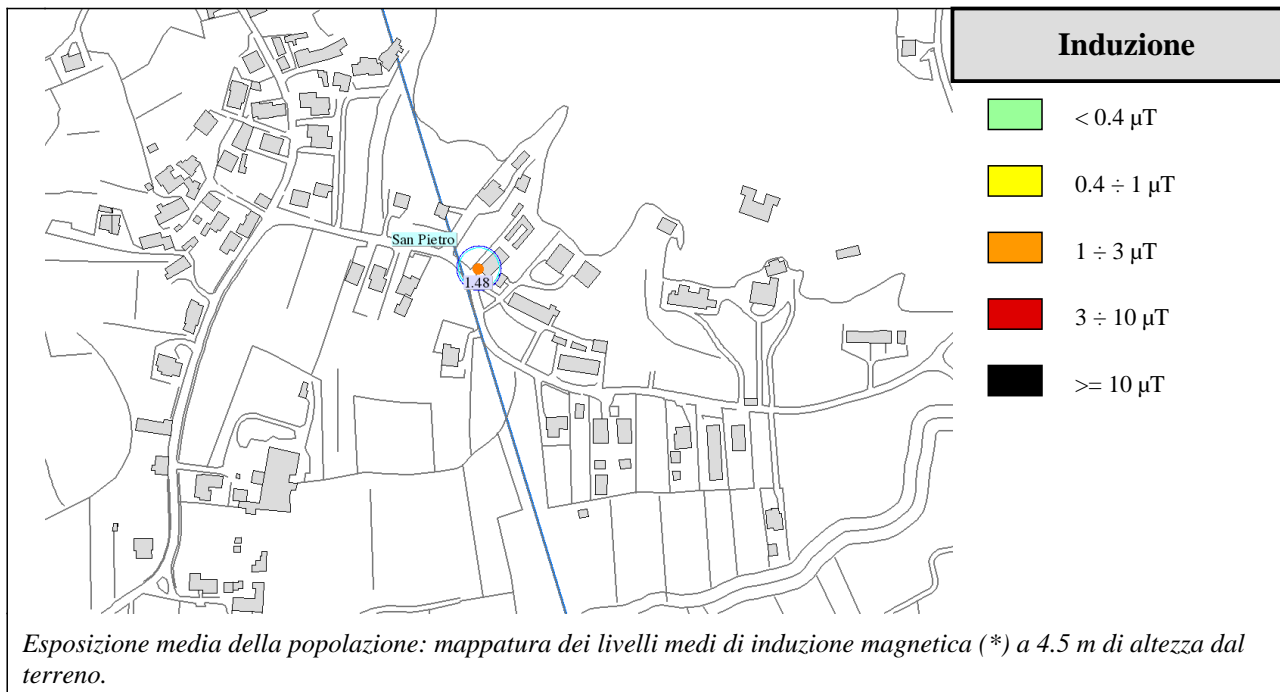 Induzione
< 0.4 µT
0.4 ÷ 1 µT
1 ÷ 3 µT
3 ÷ 10 µT
>= 10 µT
San Pietro
1.48
Esposizione media della popolazione: mappatura dei livelli medi di induzione magnetica (*) a 4.5 m di altezza dal
terreno.